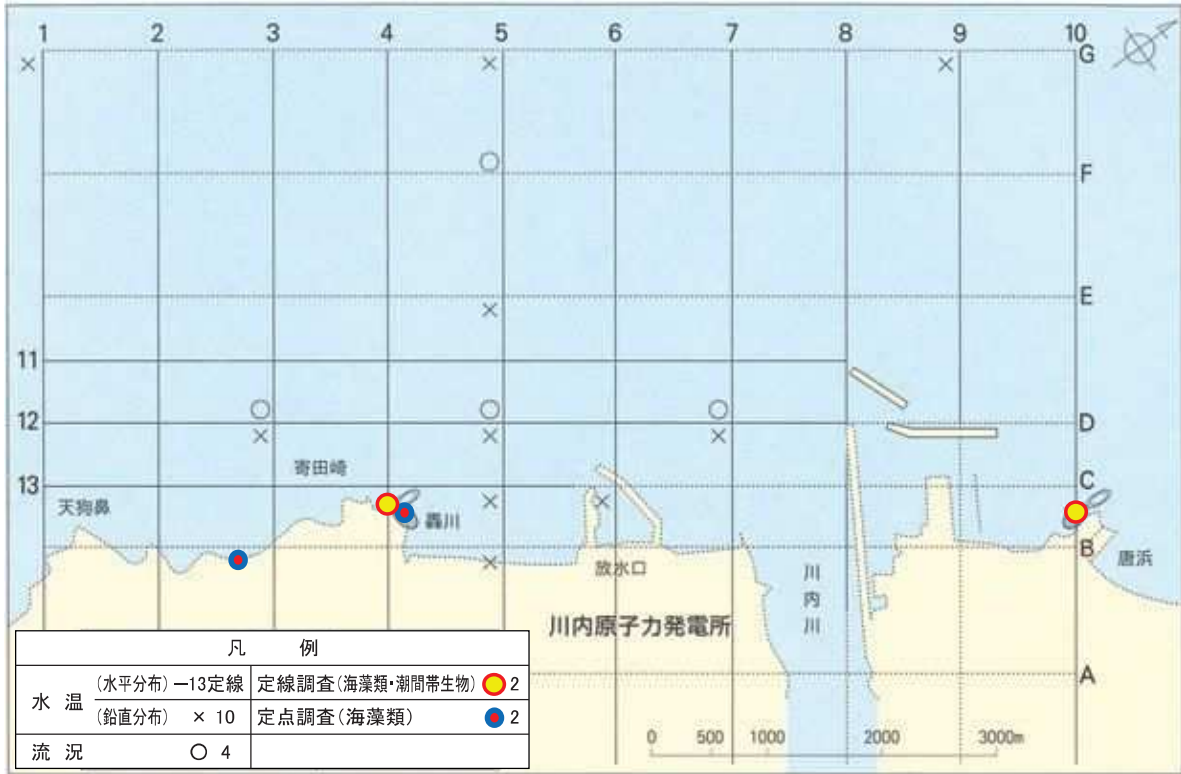 1 2 3 4 5 6 7 8 9 10
G
F
E
11
12
D
寄田崎
C
13
天狗鼻
轟川
B
唐浜
放水口
川内川
川内原子力発電所
A
凡 例
水 温
(水平分布) ー13定線
定線調査(海藻類・潮間帯生物) 2
(鉛直分布) × 10
定点調査(海藻類) 2
流 況
○ 4
0 500 1000 2000 3000m